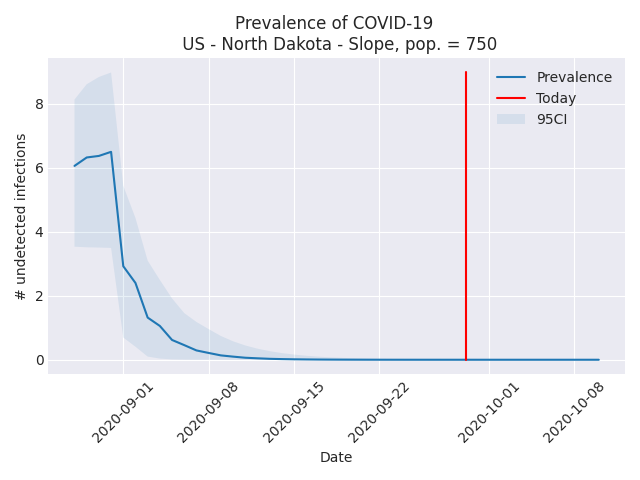 Prevalence of COVID-19
US - North Dakota - Slope, pop. = 750
Prevalence
Today
95CI
# undetected infections
8
6
4
2
0
2020-09-01
2020-09-08
2020-09-15
2020-09-22
2020-10-01
2020-10-08
Date